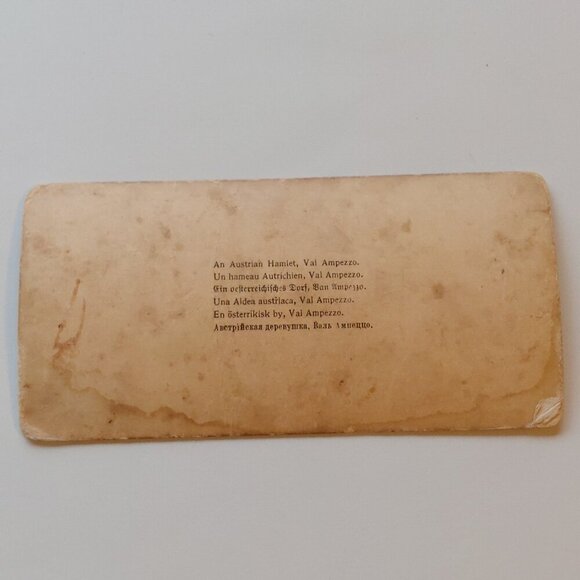 An Austrian Hamlet, Val Ampezzo.
Un hameau Autrichien, Val Ampezzo.
Ein oesterreichisches Dorf, Van Ampezzo.
Una Aldea austriaca, Val Ampezzo.
En österrikisk by, Val Ampezzo.
Австрійская деревушка, Валь Ампеццо.